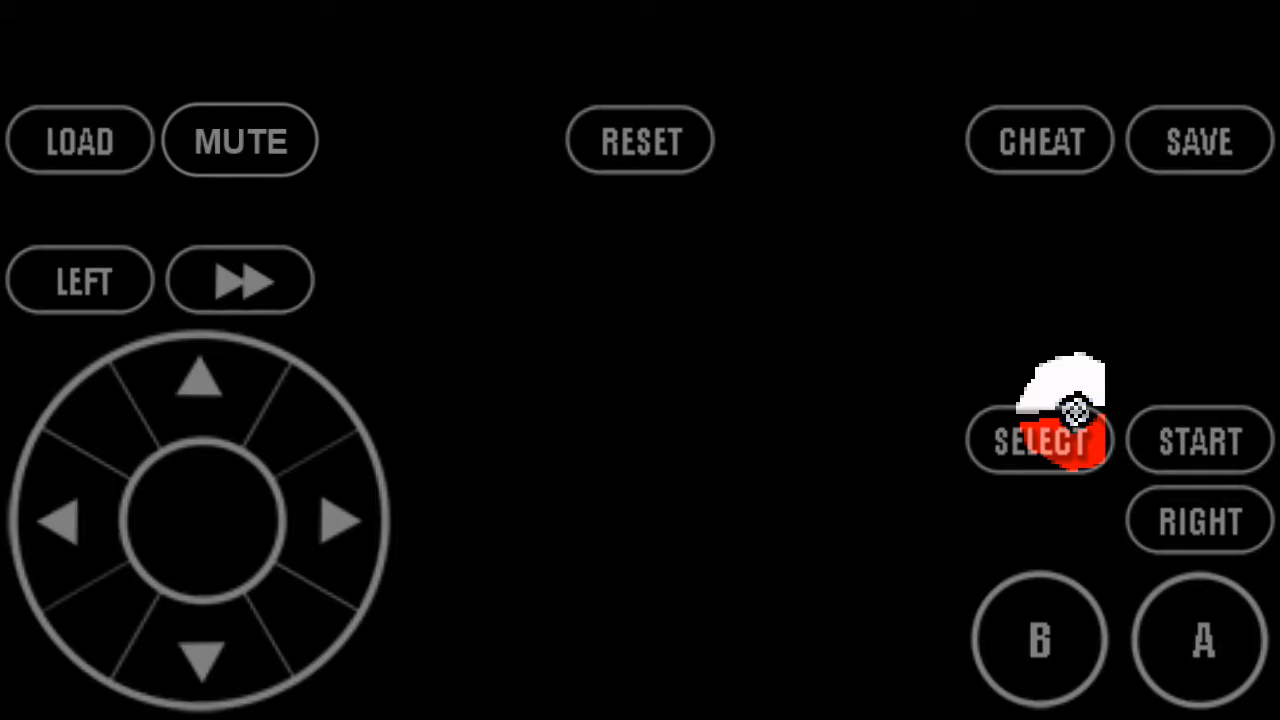 LOAD MUTE RESET CHEAT SAVE
LEFT
SELECT START
RIGHT
B A